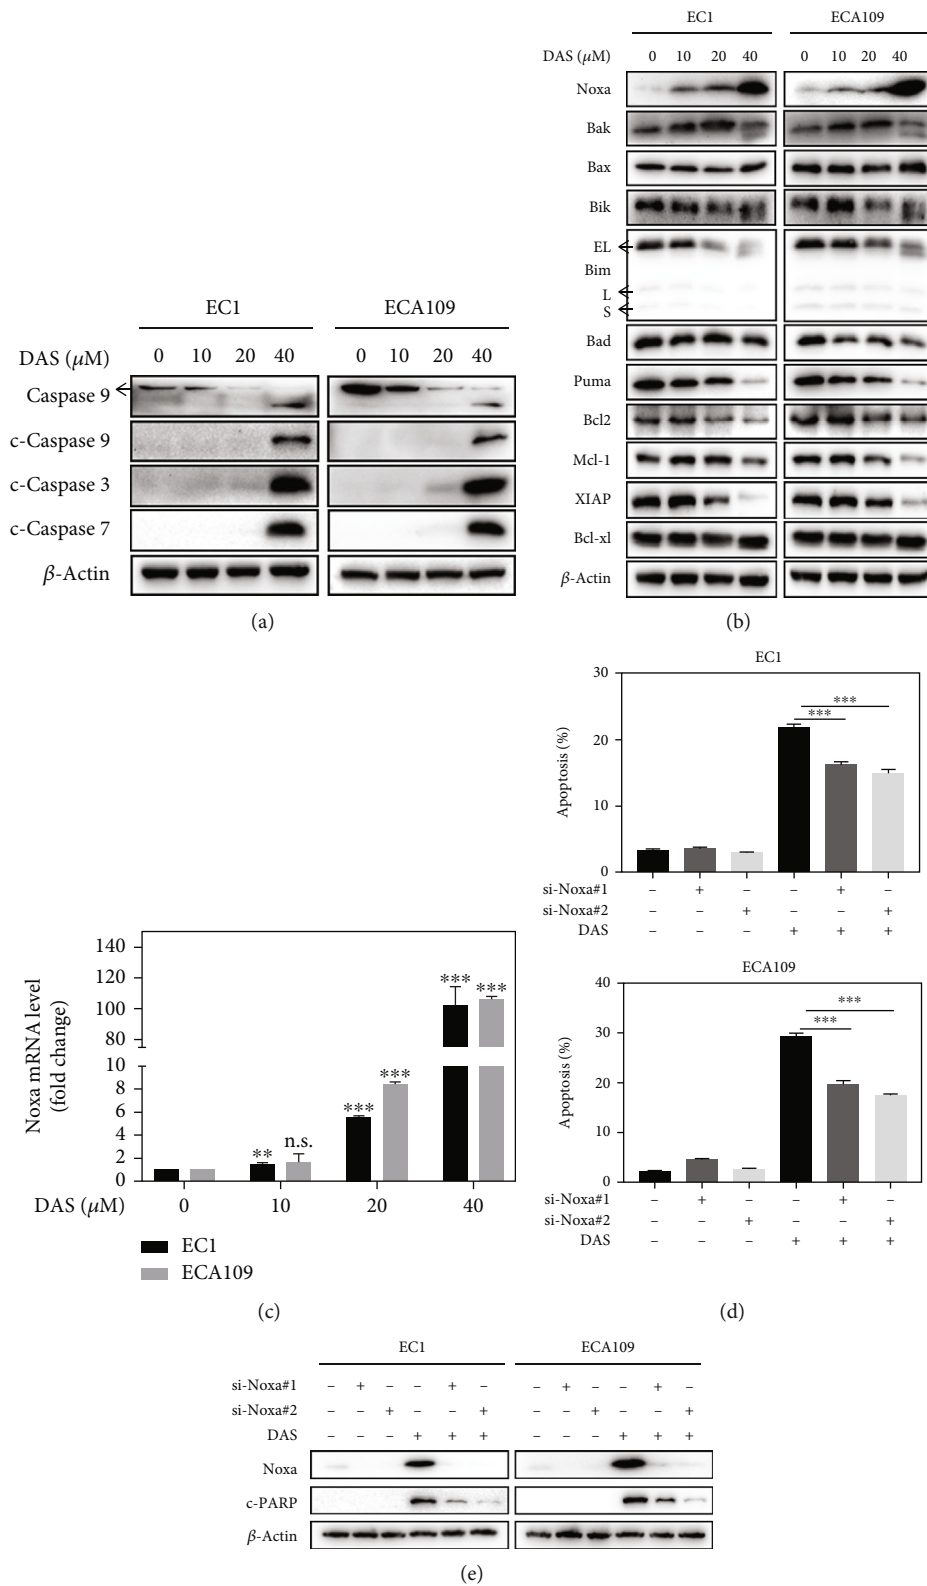 EC1 ECA109
DAS (μM) 0 10 20 40 0 10 20 40
Caspase 9
c-Caspase 9
c-Caspase 3
c-Caspase 7
β-Actin
(a)
EC1 ECA109
DAS (μM) 0 10 20 40 0 10 20 40
Noxa
Bak
Bax
Bik
EL
Bim
L
S
Bad
Puma
Bcl2
Mcl-1
XIAP
Bcl-xl
β-Actin
(b)
Noxa mRNA level
(fold change)
140
120
100
80
10
8
6
4
2
0
** n.s. *** *** *** ***
DAS (μM) 0 10 20 40
EC1
ECA109
(c)
EC1
Apoptosis (%)
30
20
10
0
***
***
si-Noxa#1 – + – – + –
si-Noxa#2 – – + – – +
DAS – – – + + +
ECA109
Apoptosis (%)
40
30
20
10
0
***
***
si-Noxa#1 – + – – + –
si-Noxa#2 – – + – – +
DAS – – – + + +
(d)
EC1 ECA109
si-Noxa#1 – + – – + – – + – – + –
si-Noxa#2 – – + – – + – – + – – +
DAS – – – + + + – – – + + +
Noxa
c-PARP
β-Actin
(e)